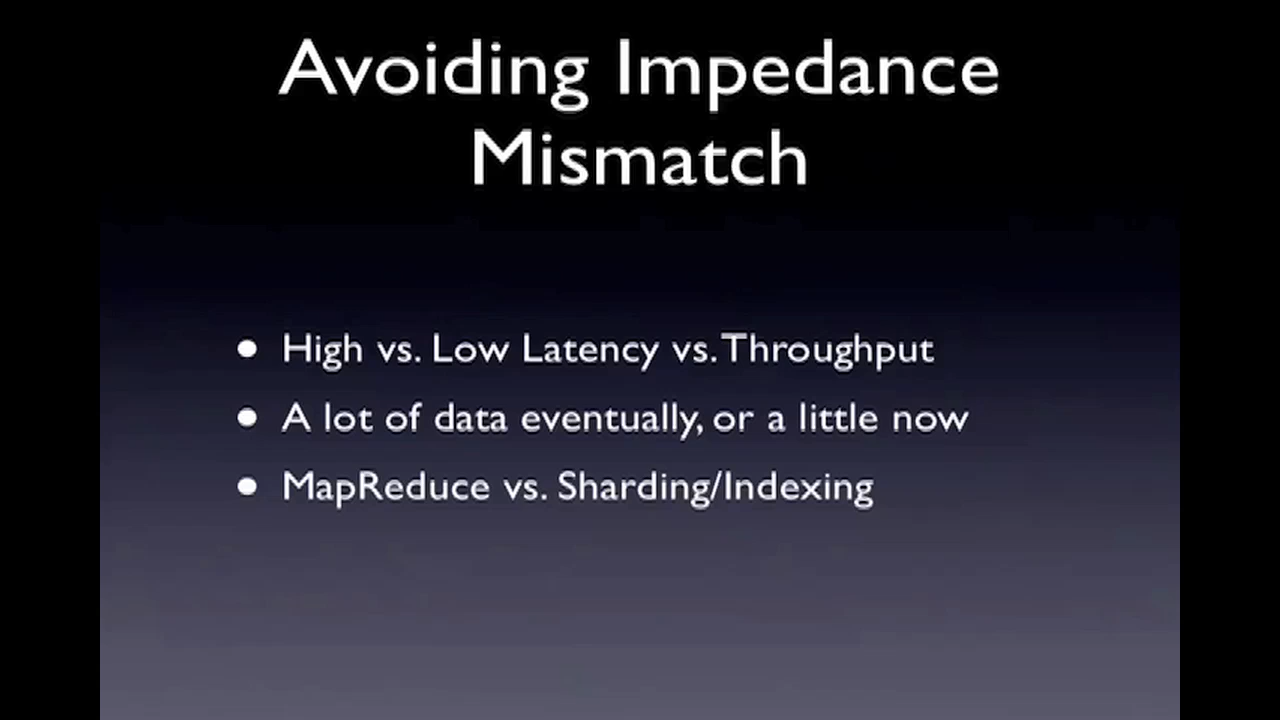 Avoiding Impedance
Mismatch
• High vs. Low Latency vs. Throughput
• A lot of data eventually, or a little now
• MapReduce vs. Sharding/Indexing